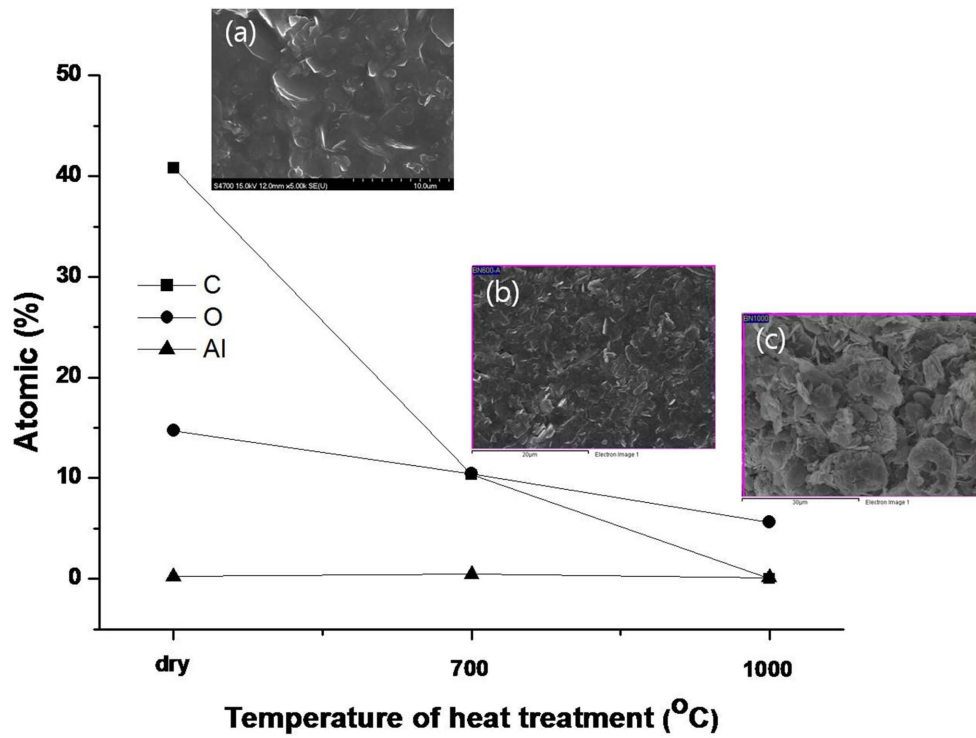 (a)
S4700 15.0kV 12.0mm x5.00k SE(U) 10.0um
50
40
30
20
10
0
Atomic (%)
C
O
Al
BN800-A
(b)
20µm Electron Image 1
BN1000
(c)
30µm Electron Image 1
dry 700 1000
Temperature of heat treatment (°C)